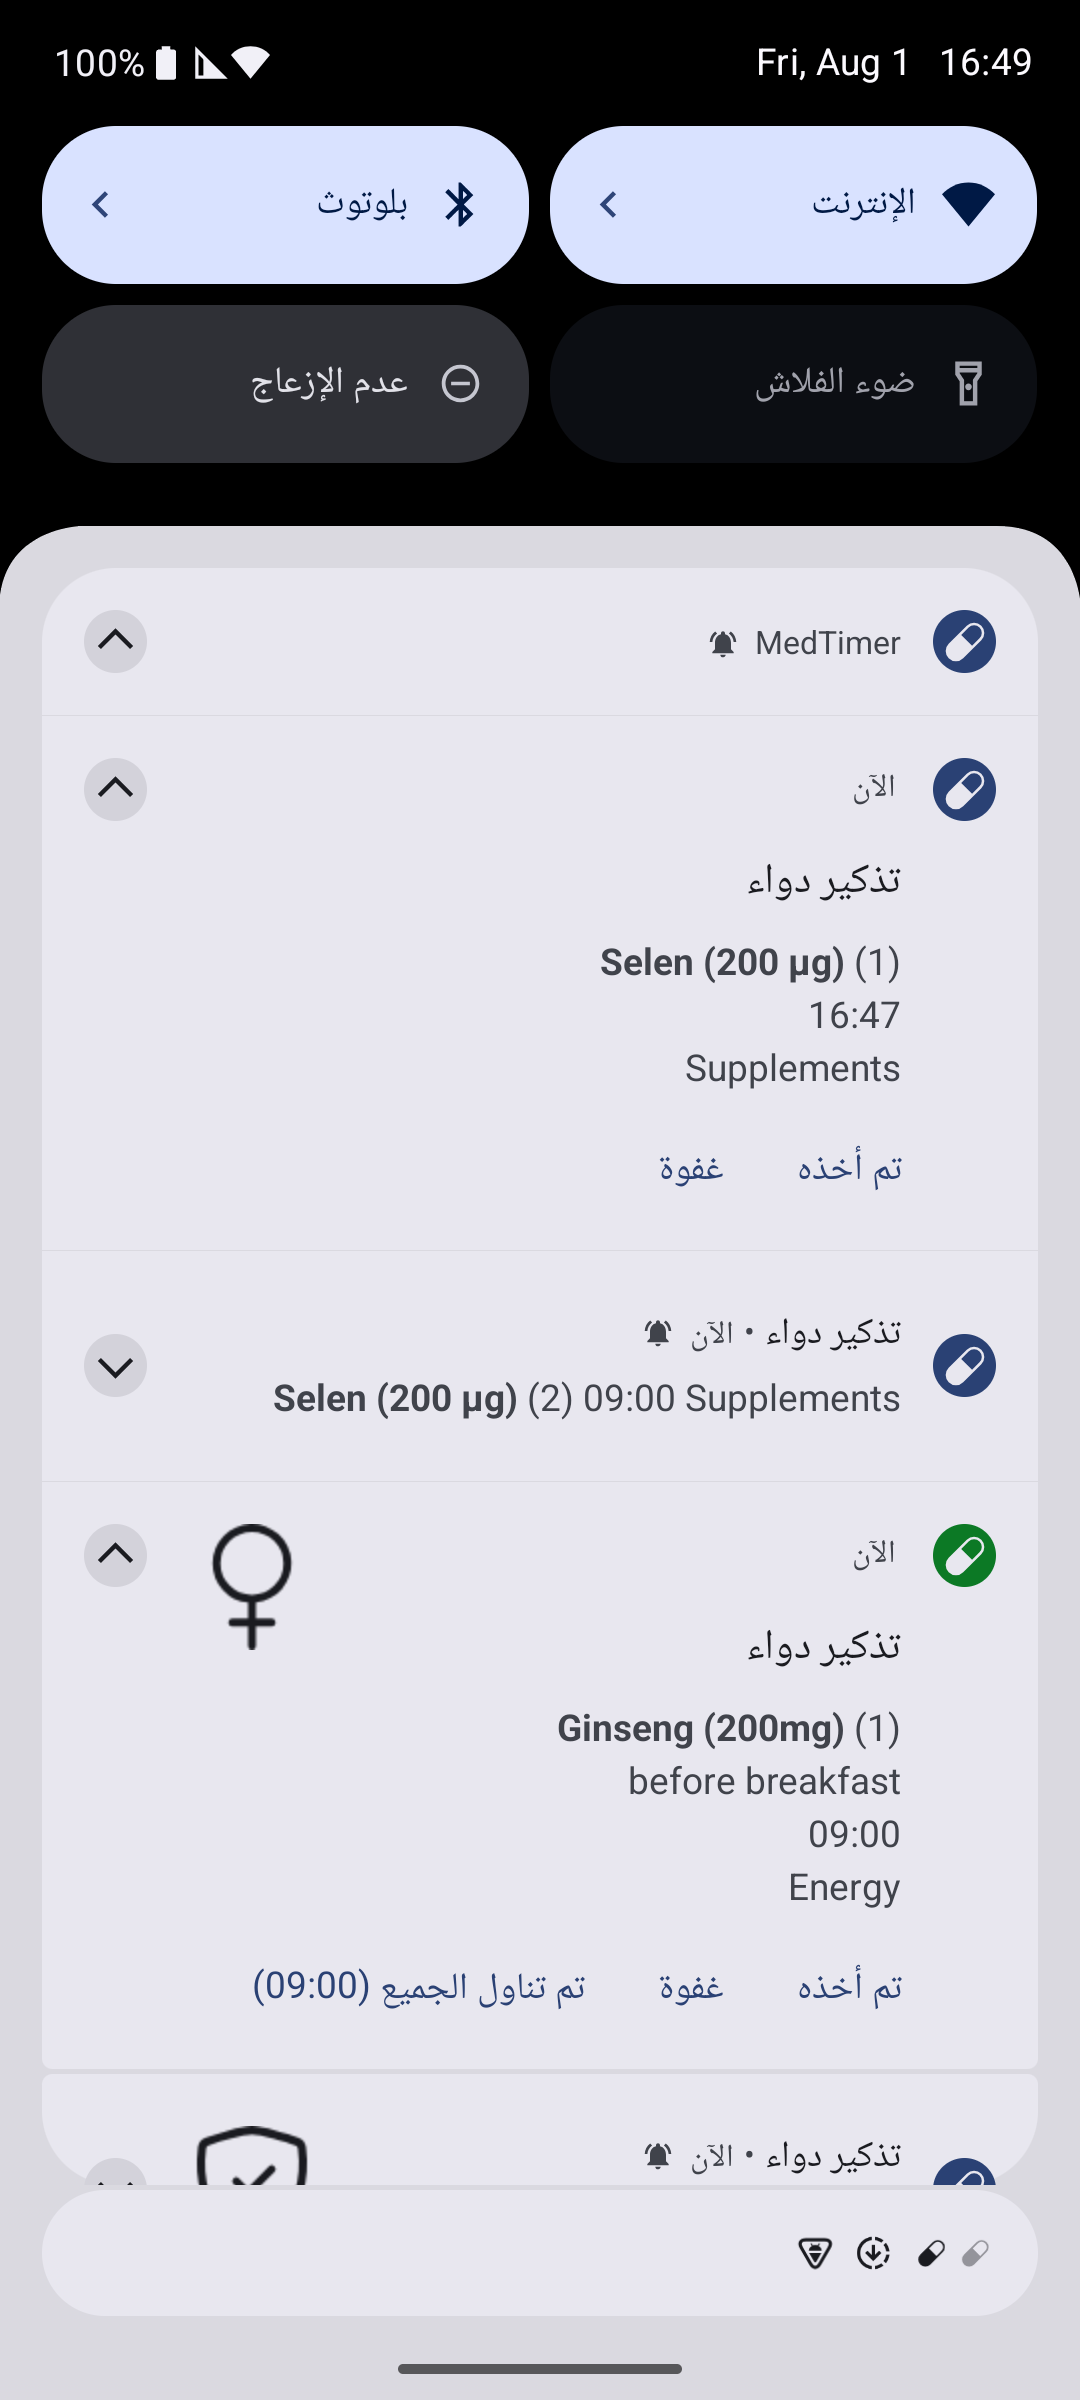 100% Fri, Aug 1 16:49
الإنترنت
بلوتوث
ضوء الفلاش
عدم الإزعاج
MedTimer
الآن
تذكير دواء
Selen (200 µg) (1)
16:47
Supplements
تم أخذه غفوة
تذكير دواء • الآن
Selen (200 µg) (2) 09:00 Supplements
الآن
تذكير دواء
Ginseng (200mg) (1)
before breakfast
09:00
Energy
تم أخذه غفوة تم تناول الجميع (09:00)
تذكير دواء • الآن